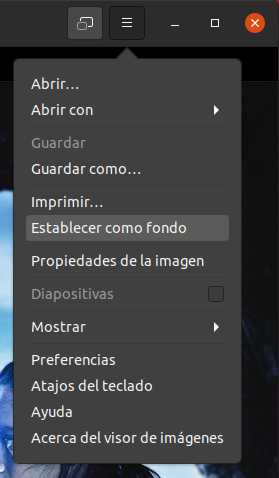 Abrir…
Abrir con
Guardar
Guardar como…
Imprimir…
Establecer como fondo
Propiedades de la imagen
Diapositivas
Mostrar
Preferencias
Atajos del teclado
Ayuda
Acerca del visor de imágenes